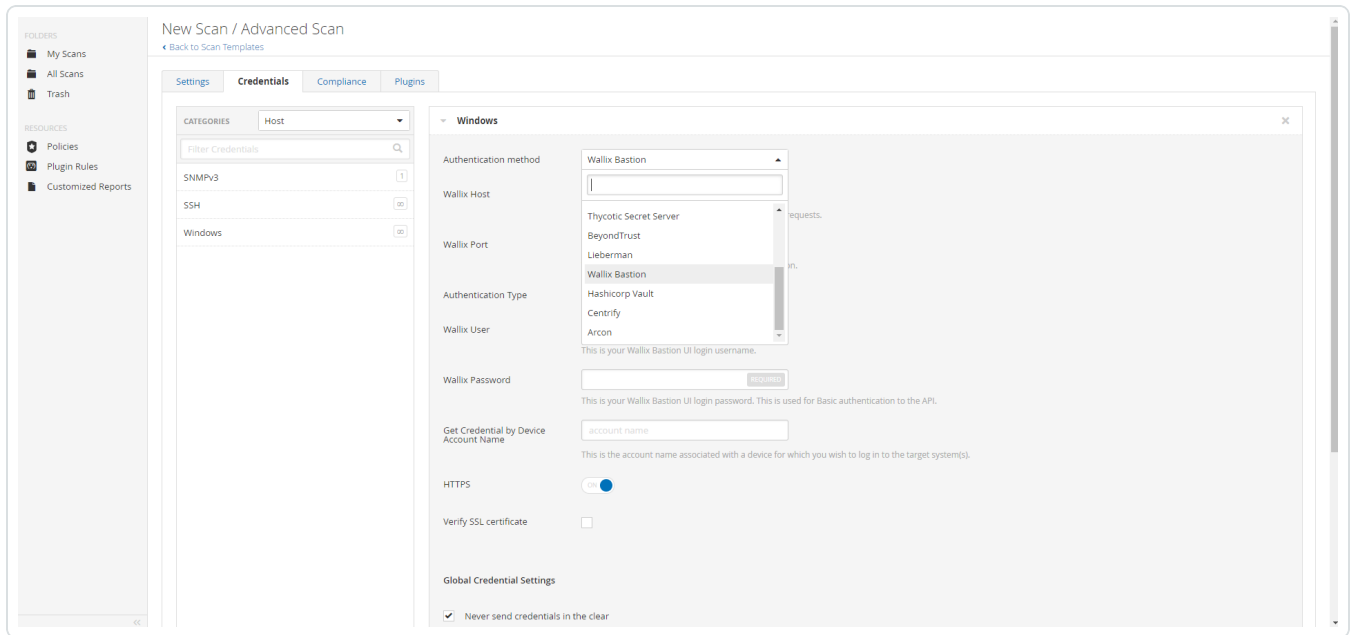 FOLDERS
My Scans
All Scans
Trash
RESOURCES
Policies
Plugin Rules
Customized Reports
New Scan / Advanced Scan
‹ Back to Scan Templates
Settings
Credentials
Compliance
Plugins
CATEGORIES Host
Filter Credentials
SNMPv3 1
SSH ∞
Windows ∞
Windows
Authentication method Wallix Bastion
Wallix Host
Thycotic Secret Server
requests.
BeyondTrust
Wallix Port
Lieberman
Wallix Bastion
Hashicorp Vault
Authentication Type
Centrify
Wallix User
Arcon
This is your Wallix Bastion UI login username.
Wallix Password REQUIRED
This is your Wallix Bastion UI login password. This is used for Basic authentication to the API.
Get Credential by Device
Account Name
account name
This is the account name associated with a device for which you wish to log in to the target system(s).
HTTPS ON
Verify SSL certificate
Global Credential Settings
Never send credentials in the clear